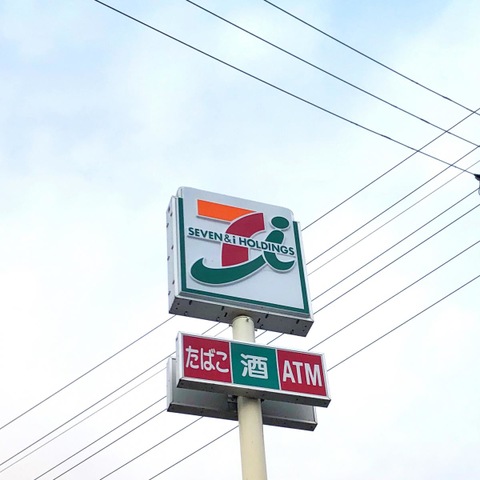 SEVEN & i HOLDINGS
たばこ 酒 ATM